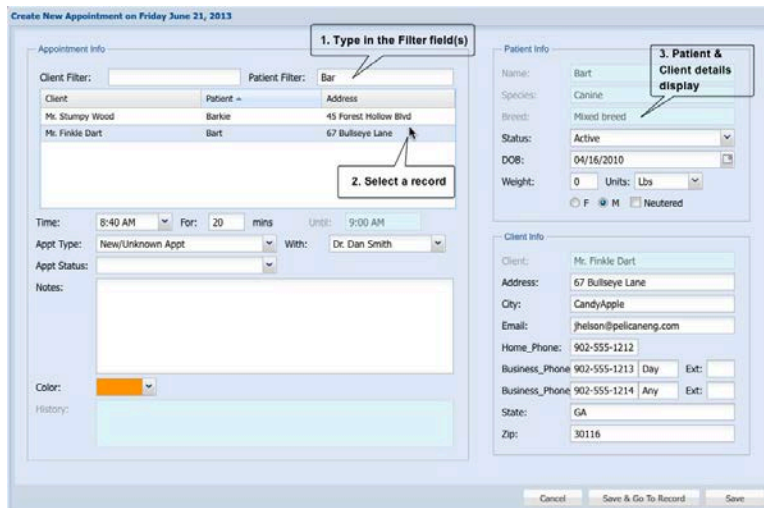 Create New Appointment on Friday June 21, 2013
Appointment Info
1. Type in the Filter field(s)
Client Filter: Patient Filter: Bar
Client Patient Address
Mr. Stumpy Wood Barkie 45 Forest Hollow Blvd
Mr. Finkle Dart Bart 67 Bullseye Lane
2. Select a record
Time: 8:40 AM For: 20 mins Until: 9:00 AM
Appt Type: New/Unknown Appt With: Dr. Dan Smith
Appt Status:
Notes:
Color:
History:
Patient Info
3. Patient &
Client details
display
Name: Bart
Species: Canine
Breed: Mixed breed
Status: Active
DOB: 04/16/2010
Weight: 0 Units: Lbs
F M Neutered
Client Info
Client: Mr. Finkle Dart
Address: 67 Bullseye Lane
City: CandyApple
Email: jhelson@pelicaneng.com
Home_Phone: 902-555-1212
Business_Phone 902-555-1213 Day Ext:
Business_Phone 902-555-1214 Any Ext:
State: GA
Zip: 30116
Cancel Save & Go To Record Save